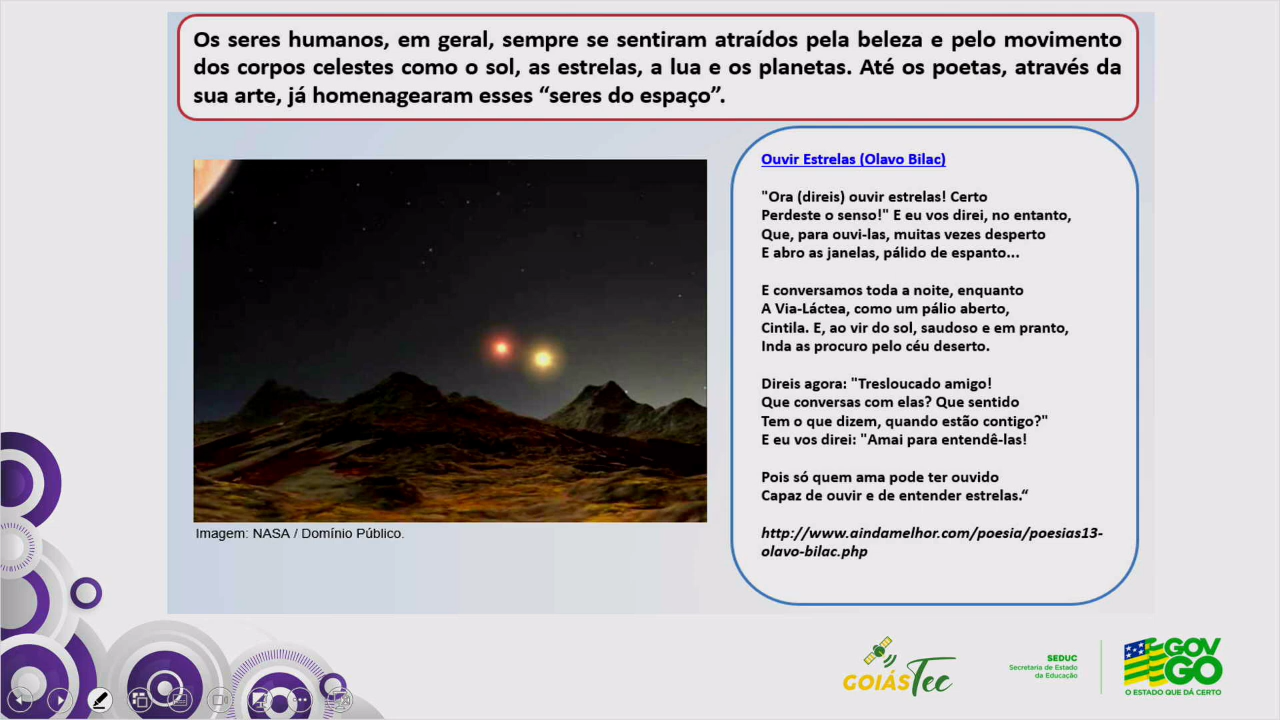 Os seres humanos, em geral, sempre se sentiram atraídos pela beleza e pelo movimento
dos corpos celestes como o sol, as estrelas, a lua e os planetas. Até os poetas, através da
sua arte, já homenagearam esses “seres do espaço”.
Ouvir Estrelas (Olavo Bilac)
"Ora (direis) ouvir estrelas! Certo
Perdeste o senso!" E eu vos direi, no entanto,
Que, para ouvi-las, muitas vezes desperto
E abro as janelas, pálido de espanto...
E conversamos toda a noite, enquanto
A Via-Láctea, como um pálio aberto,
Cintila. E, ao vir do sol, saudoso e em pranto,
Inda as procuro pelo céu deserto.
Direis agora: "Tresloucado amigo!
Que conversas com elas? Que sentido
Tem o que dizem, quando estão contigo?"
E eu vos direi: "Amai para entendê-las!
Pois só quem ama pode ter ouvido
Capaz de ouvir e de entender estrelas.“
http://www.aindamelhor.com/poesia/poesias13-
olavo-bilac.php
Imagem: NASA / Domínio Público.
GOIÁSTec
SEDUC
Secretaria de Estado
da Educação
GOV
GO
O ESTADO QUE DÁ CERTO